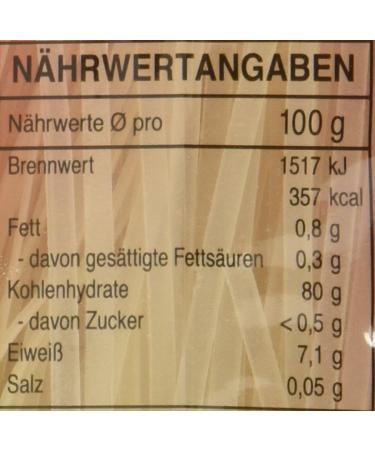 NÄHRWERTANGABEN
Nährwerte Ø pro 100 g
Brennwert 1517 kJ
357 kcal
Fett 0,8 g
- davon gesättigte Fettsäuren 0,3 g
Kohlenhydrate 80 g
- davon Zucker <0,5 g
Eiweiß 7,1 g
Salz 0,05 g